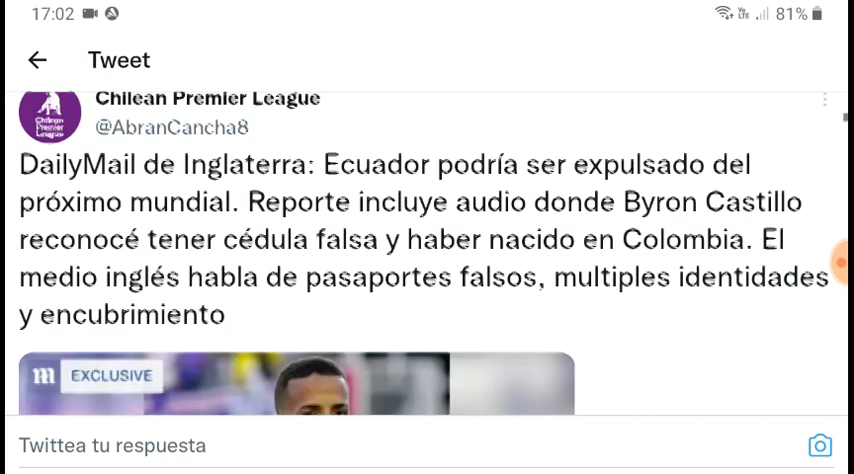 17:02
81%
Tweet
Chilean Premier League
@AbranCancha8
DailyMail de Inglaterra: Ecuador podría ser expulsado del
próximo mundial. Reporte incluye audio donde Byron Castillo
reconocé tener cédula falsa y haber nacido en Colombia. El
medio inglés habla de pasaportes falsos, multiples identidades
y encubrimiento
m EXCLUSIVE
Twittea tu respuesta